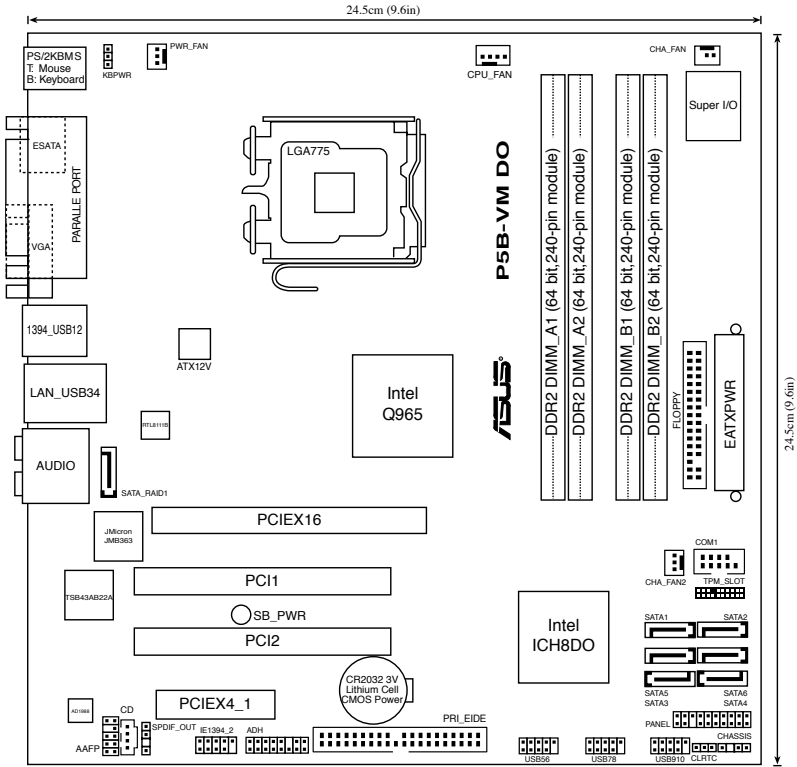 24.5cm (9.6in)
PS/2KBMS
T: Mouse
B: Keyboard
KBPWR
PWR_FAN
CPU_FAN
CHA_FAN
Super I/O
ESATA
PARALLE PORT
VGA
LGA775
P5B-VM DO
DDR2 DIMM_A1 (64 bit,240-pin module)
DDR2 DIMM_A2 (64 bit,240-pin module)
DDR2 DIMM_B1 (64 bit,240-pin module)
DDR2 DIMM_B2 (64 bit,240-pin module)
1394_USB12
ATX12V
LAN_USB34
Intel
Q965
ASUS
FLOPPY
EATXPWR
24.5cm (9.6in)
RTL8111B
AUDIO
SATA_RAID1
PCIEX16
JMicron
JMB363
COM1
CHA_FAN2
TPM_SLOT
PCI1
TSB43AB22A
SB_PWR
Intel
ICH8DO
SATA1
SATA2
PCI2
CR2032 3V
Lithium Cell
CMOS Power
SATA5
SATA6
SATA3
SATA4
PCIEX4_1
AD1888
CD
SPDIF_OUT
AAFP
IE1394_2
ADH
PRI_EIDE
PANEL
CHASSIS
USB56
USB78
USB910
CLRTC